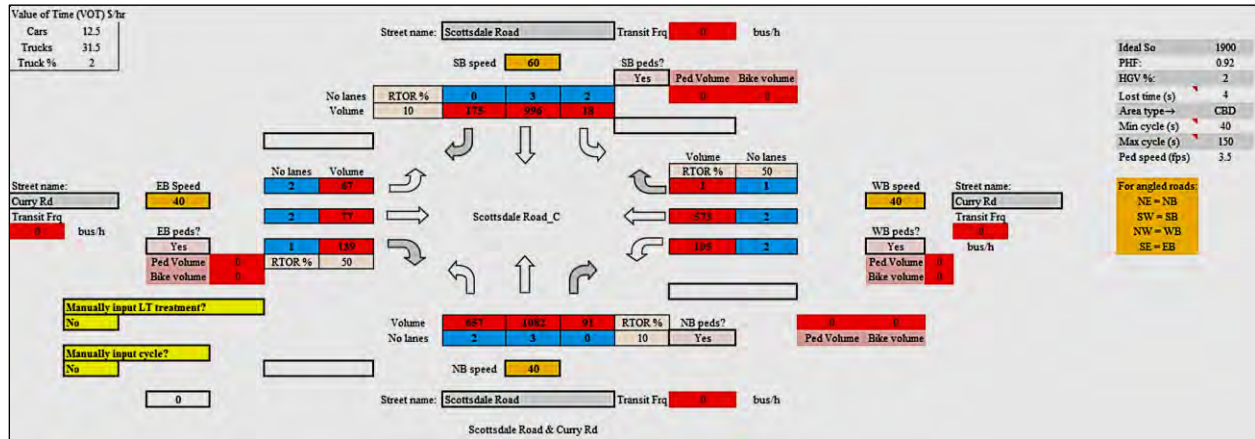 Value of Time (VOT) $/hr
Cars 12.5
Trucks 31.5
Truck % 2
Street name: Scottsdale Road Transit Frq 0 bus/h
SB speed 60 SB peds?
Yes Ped Volume Bike volume
No lanes RTOR % 0 3 2 0 0
Volume 10 175 996 18
Ideal So 1900
PHF: 0.92
HGV %: 2
Lost time (s) 4
Area type→ CBD
Min cycle (s) 40
Max cycle (s) 150
Ped speed (fps) 3.5
No lanes Volume
2 67
2 77
1 139
RTOR % 50
Volume No lanes
RTOR % 50
1 1
573 2
105 2
Street name: EB Speed
Curry Rd 40
Transit Frq
0 bus/h EB peds?
Yes
Ped Volume 0
Bike volume 0
Scottsdale Road_C
WB speed Street name:
40 Curry Rd
Transit Frq
WB peds? 0
Yes bus/h
Ped Volume 0
Bike volume 0
For angled roads:
NE = NB
SW = SB
NW = WB
SE = EB
Manually input LT treatment?
No
Manually input cycle?
No
0
Volume 657 1082 91 RTOR % NB peds? 0 0
No lanes 2 3 0 10 Yes Ped Volume Bike volume
NB speed 40
Street name: Scottsdale Road Transit Frq 0 bus/h
Scottsdale Road & Curry Rd